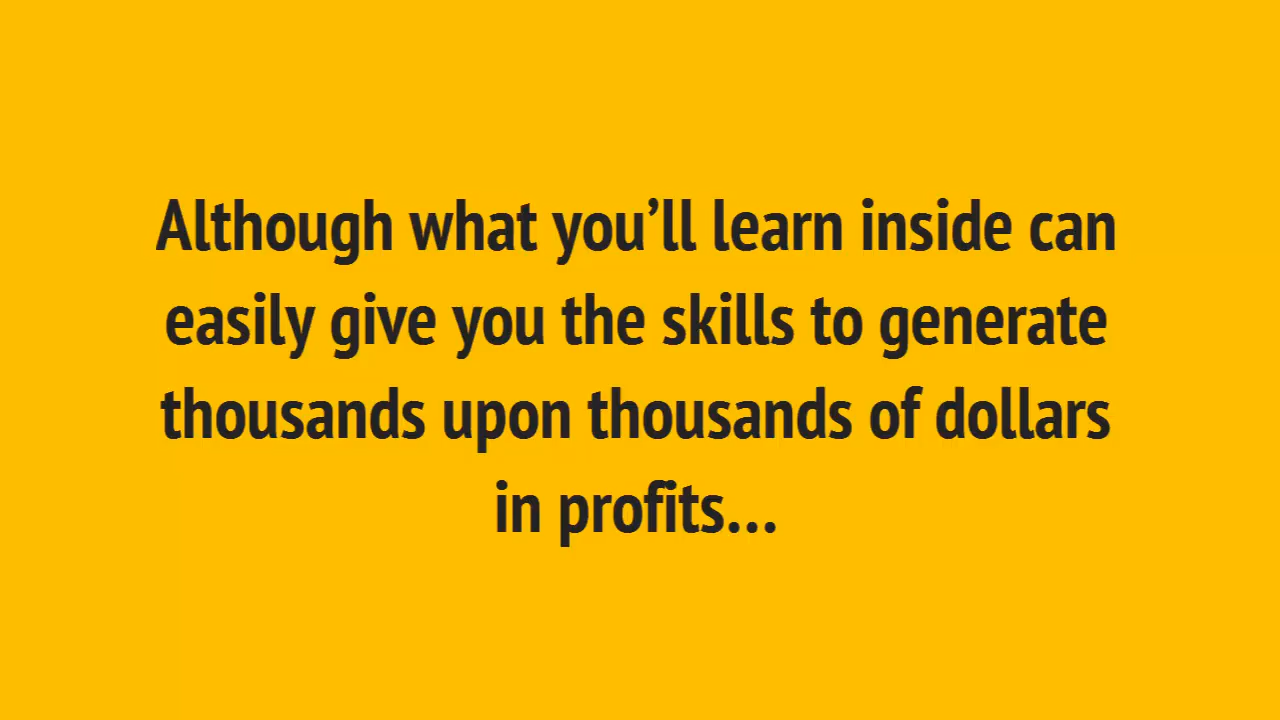 Although what you’ll learn inside can
easily give you the skills to generate
thousands upon thousands of dollars
in profits…